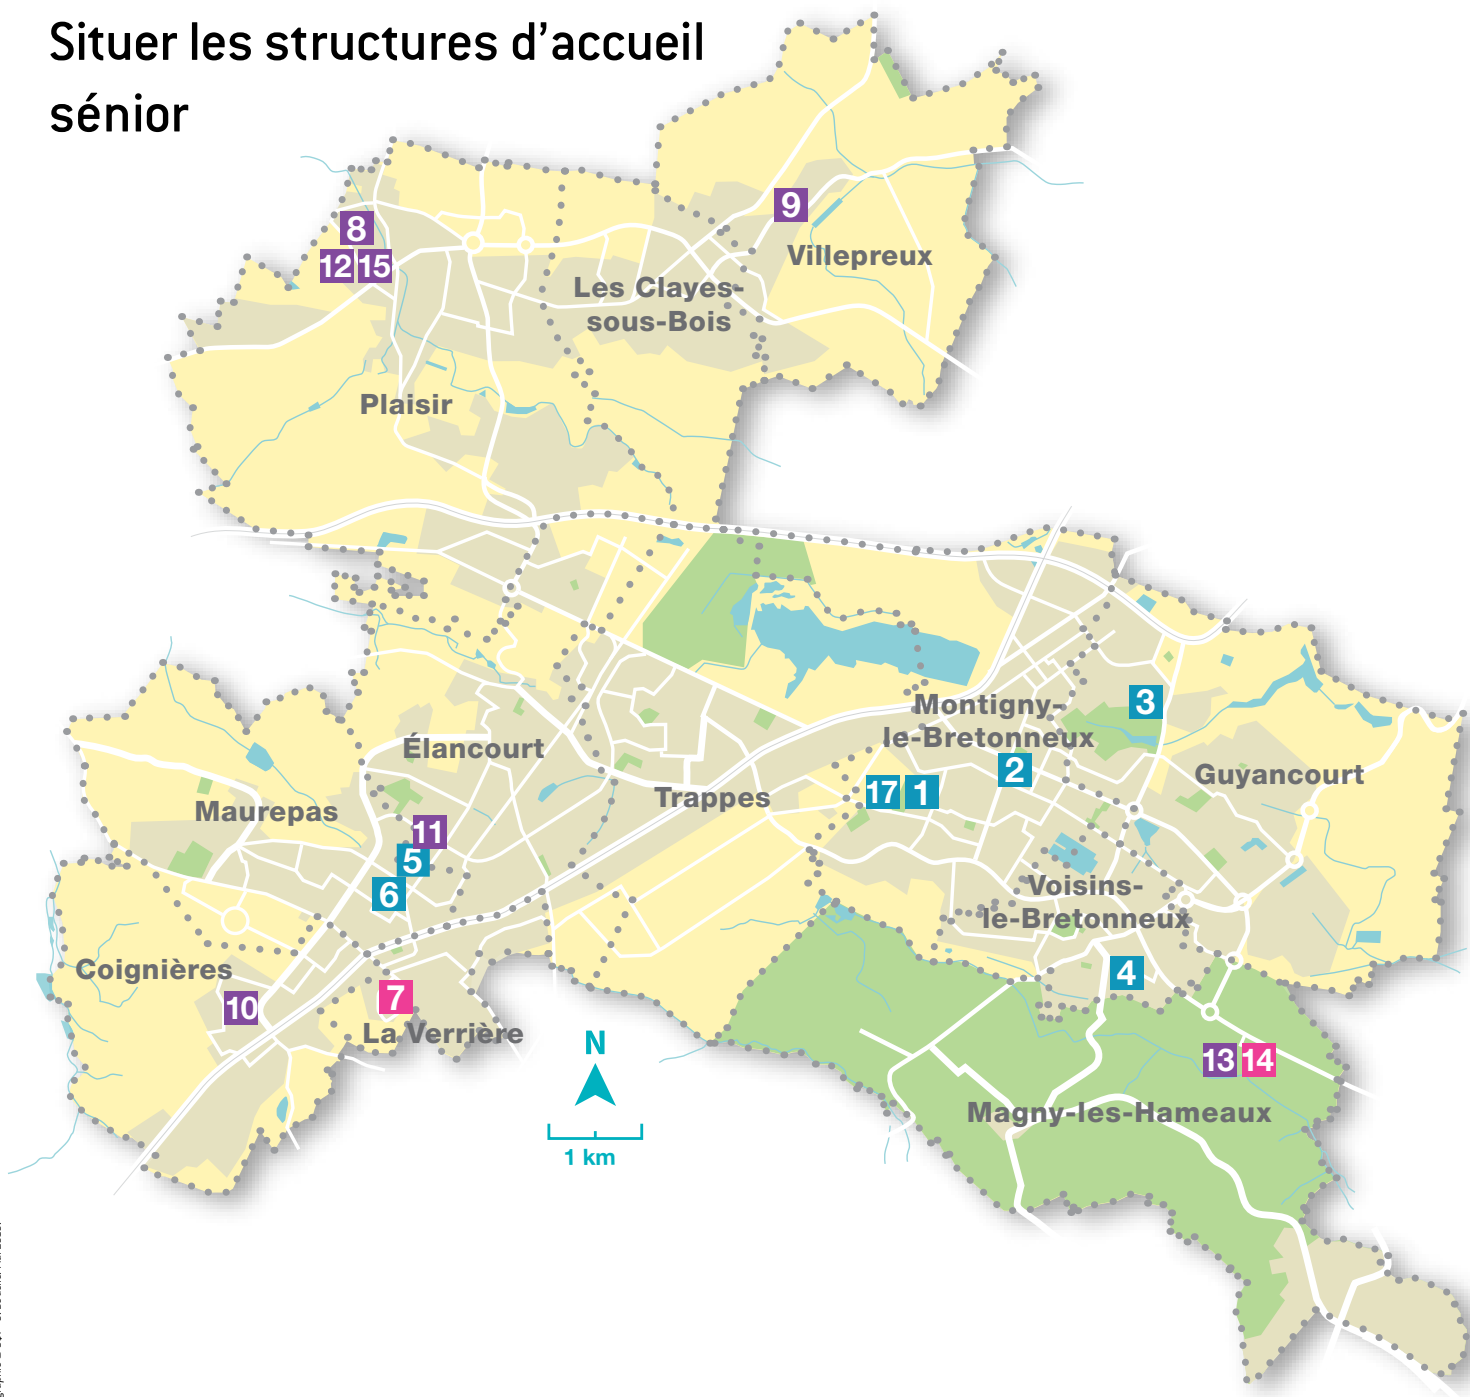 Situer les structures d’accueil
sénior
9
8
12 15
Villepreux
Les Clayes-
sous-Bois
Plaisir
3
Montigny-
le-Bretonneux
Élancourt
2
Guyancourt
17 1
Trappes
Maurepas
11
5
6
Voisins-
le-Bretonneux
Coignières
4
7
10
La Verrière
N
13 14
Magny-les-Hameaux
1 km